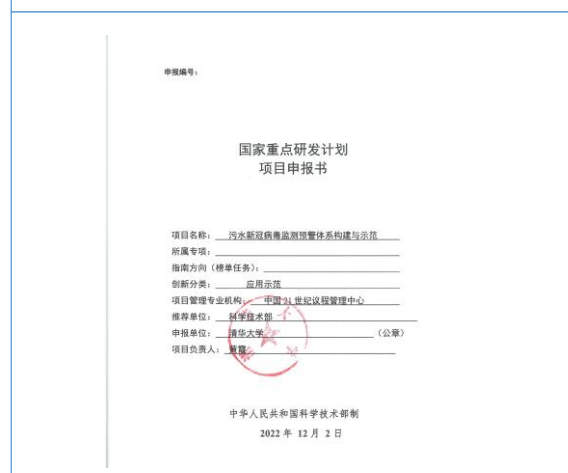 申报编号：
国家重点研发计划
项目申报书
项目名称：污水新冠病毒监测预警体系构建与示范
所属专项：
指南方向（榜单任务）：
创新分类：应用示范
项目管理专业机构：中国21世纪议程管理中心
推荐单位：科学技术部
申报单位：清华大学（公章）
项目负责人：黄霞
中华人民共和国科学技术部制
2022 年 12 月 2 日